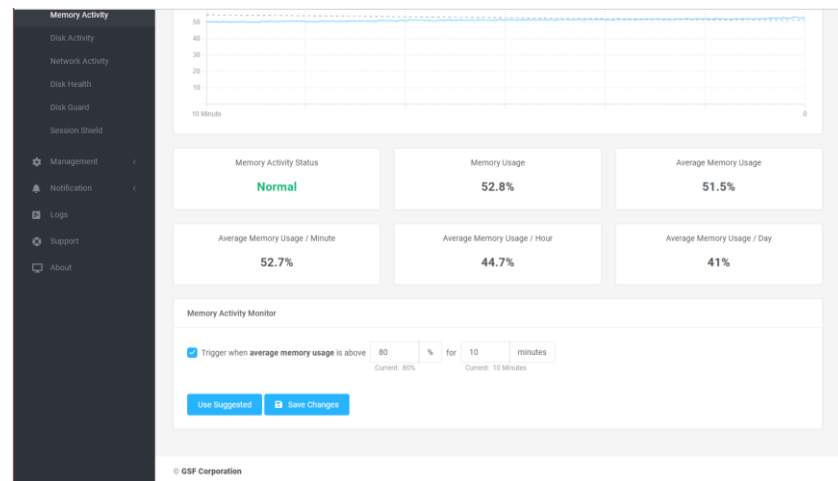 Memory Activity
Disk Activity
Network Activity
Disk Health
Disk Guard
Session Shield
Management
Notification
Logs
Support
About
50
40
30
20
10
10 Minute 0
Memory Activity Status
Normal
Memory Usage
52.8%
Average Memory Usage
51.5%
Average Memory Usage / Minute
52.7%
Average Memory Usage / Hour
44.7%
Average Memory Usage / Day
41%
Memory Activity Monitor
Trigger when average memory usage is above 80 % for 10 minutes
Current: 80% Current: 10 Minutes
Use Suggested Save Changes
© GSF Corporation